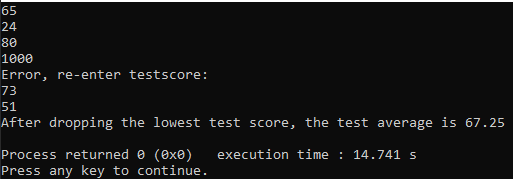 65
24
80
1000
Error, re-enter testscore:
73
51
After dropping the lowest test score, the test average is 67.25
Process returned 0 (0x0)   execution time : 14.741 s
Press any key to continue.